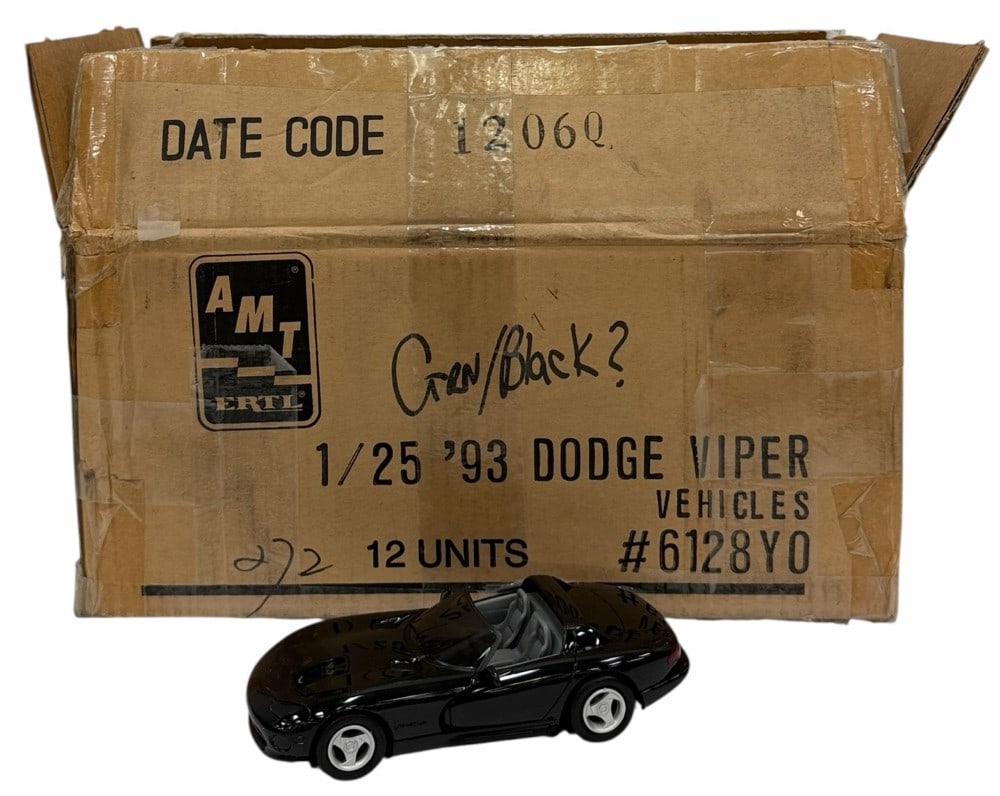 DATE CODE 1206Q
AMT
ERTL
Grn/Black?
1/25 '93 DODGE VIPER
VEHICLES
272 12 UNITS #6128YO